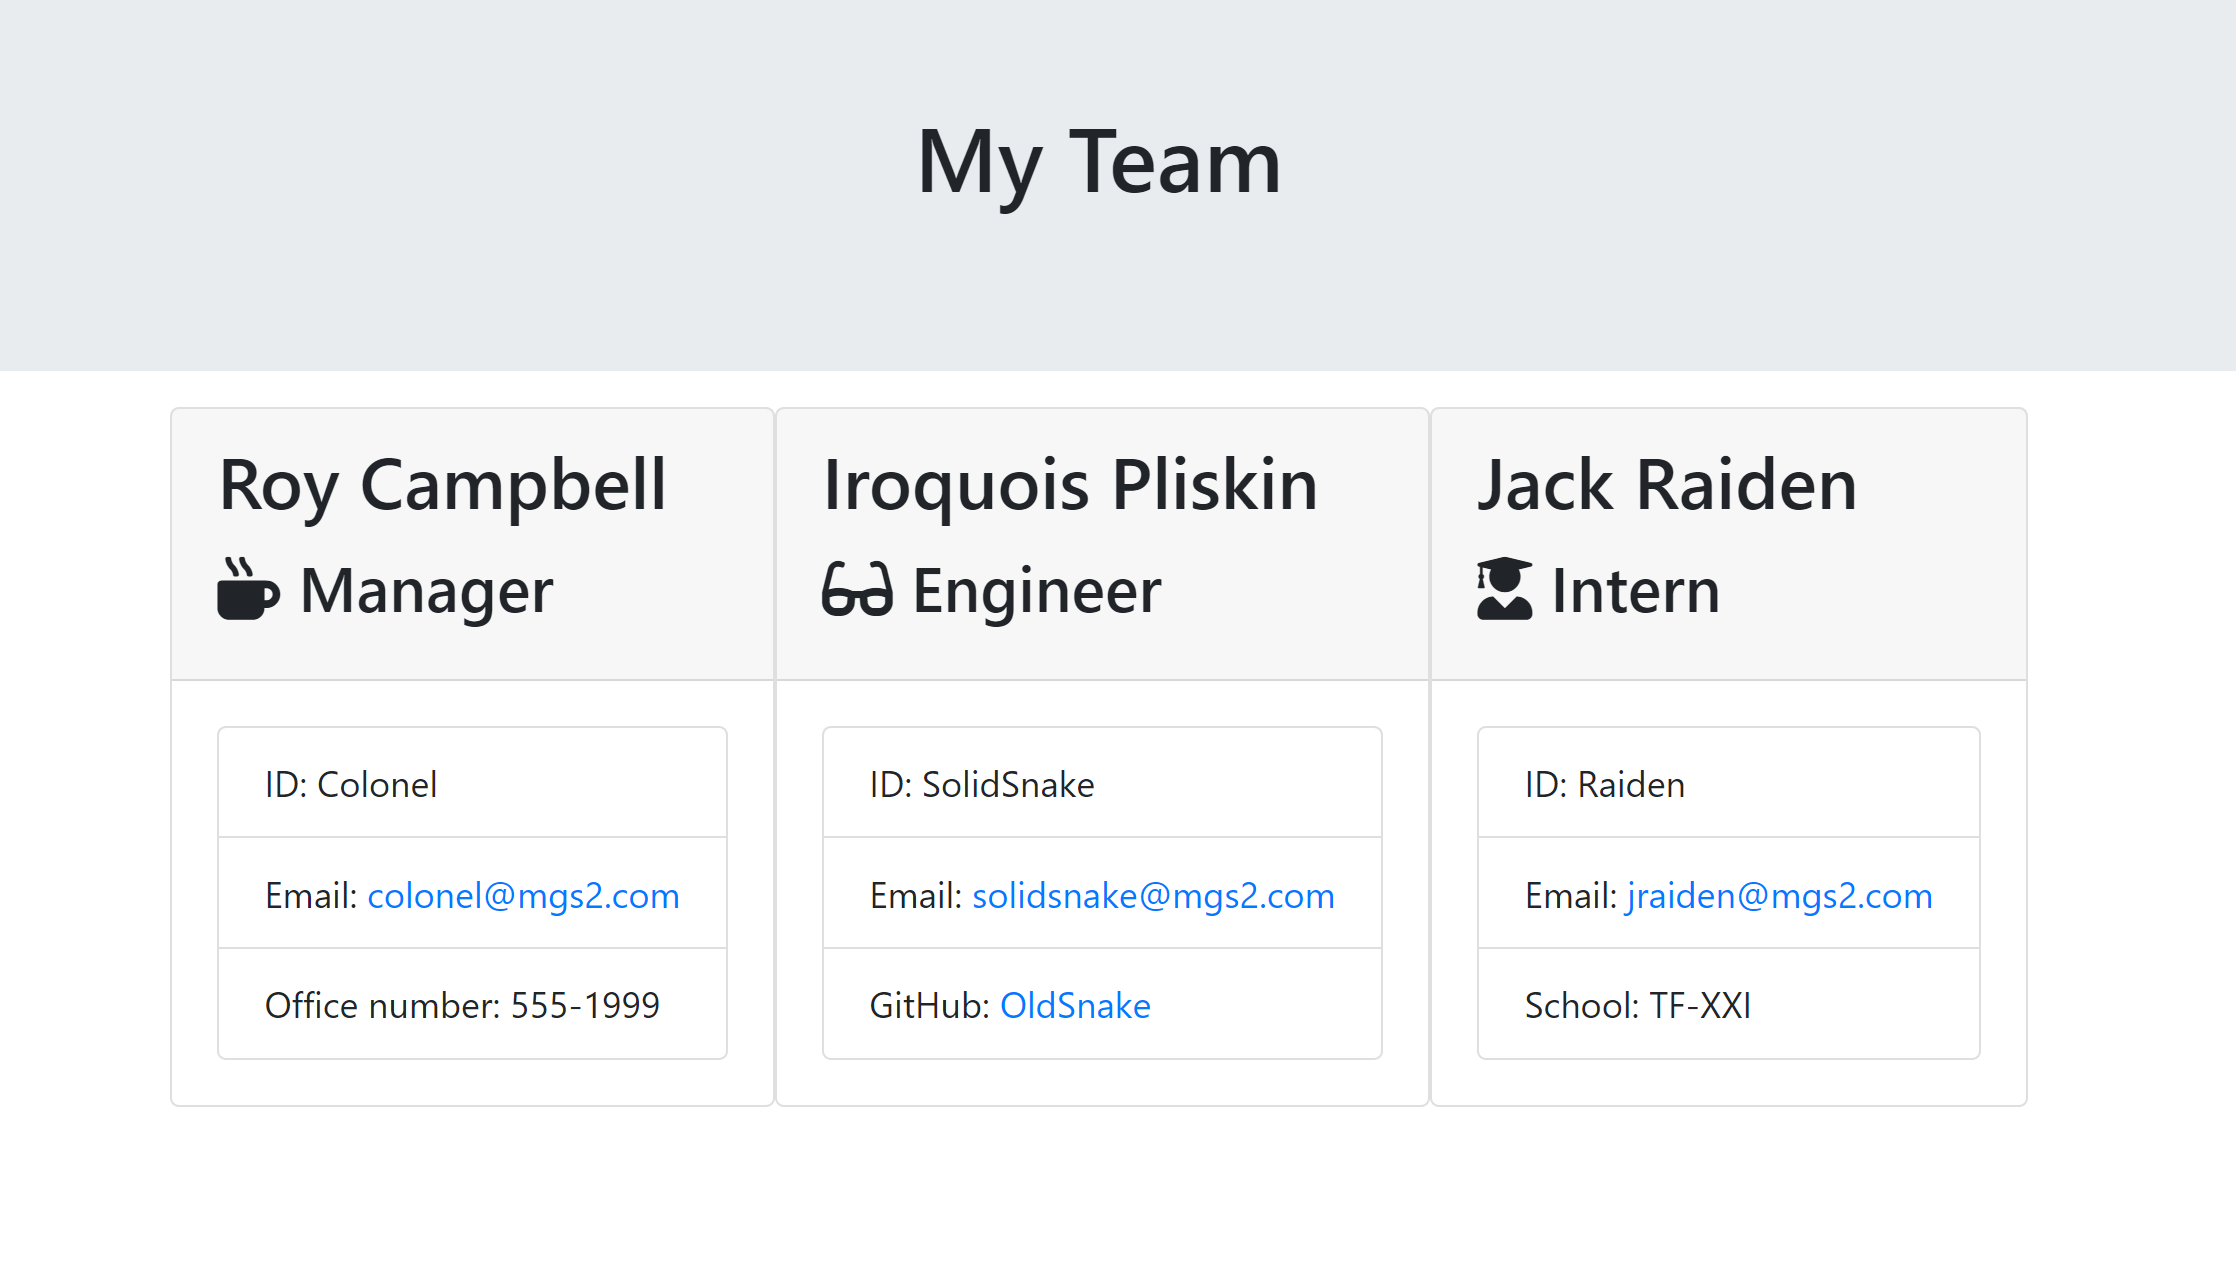 My Team
Roy Campbell
Manager
ID: Colonel
Email: colonel@mgs2.com
Office number: 555-1999
Iroquois Pliskin
Engineer
ID: SolidSnake
Email: solidsnake@mgs2.com
GitHub: OldSnake
Jack Raiden
Intern
ID: Raiden
Email: jraiden@mgs2.com
School: TF-XXI